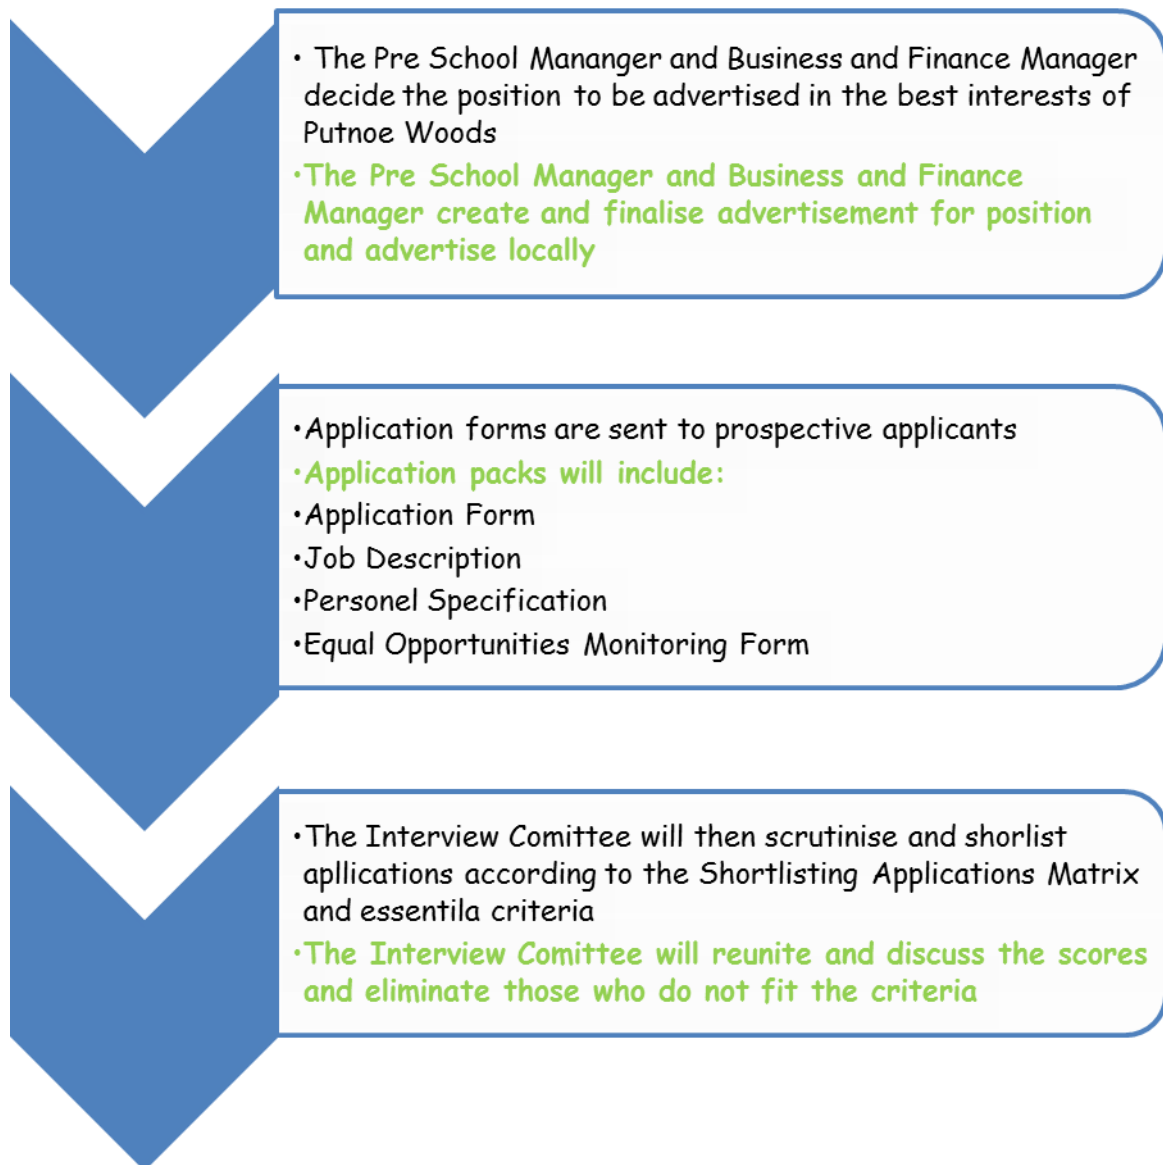 • The Pre School Mananger and Business and Finance Manager
decide the position to be advertised in the best interests of
Putnoe Woods
•The Pre School Manager and Business and Finance
Manager create and finalise advertisement for position
and advertise locally
•Application forms are sent to prospective applicants
•Application packs will include:
•Application Form
•Job Description
•Personel Specification
•Equal Opportunities Monitoring Form
•The Interview Comittee will then scrutinise and shorlist
apllications according to the Shortlisting Applications Matrix
and essentila criteria
•The Interview Comittee will reunite and discuss the scores
and eliminate those who do not fit the criteria